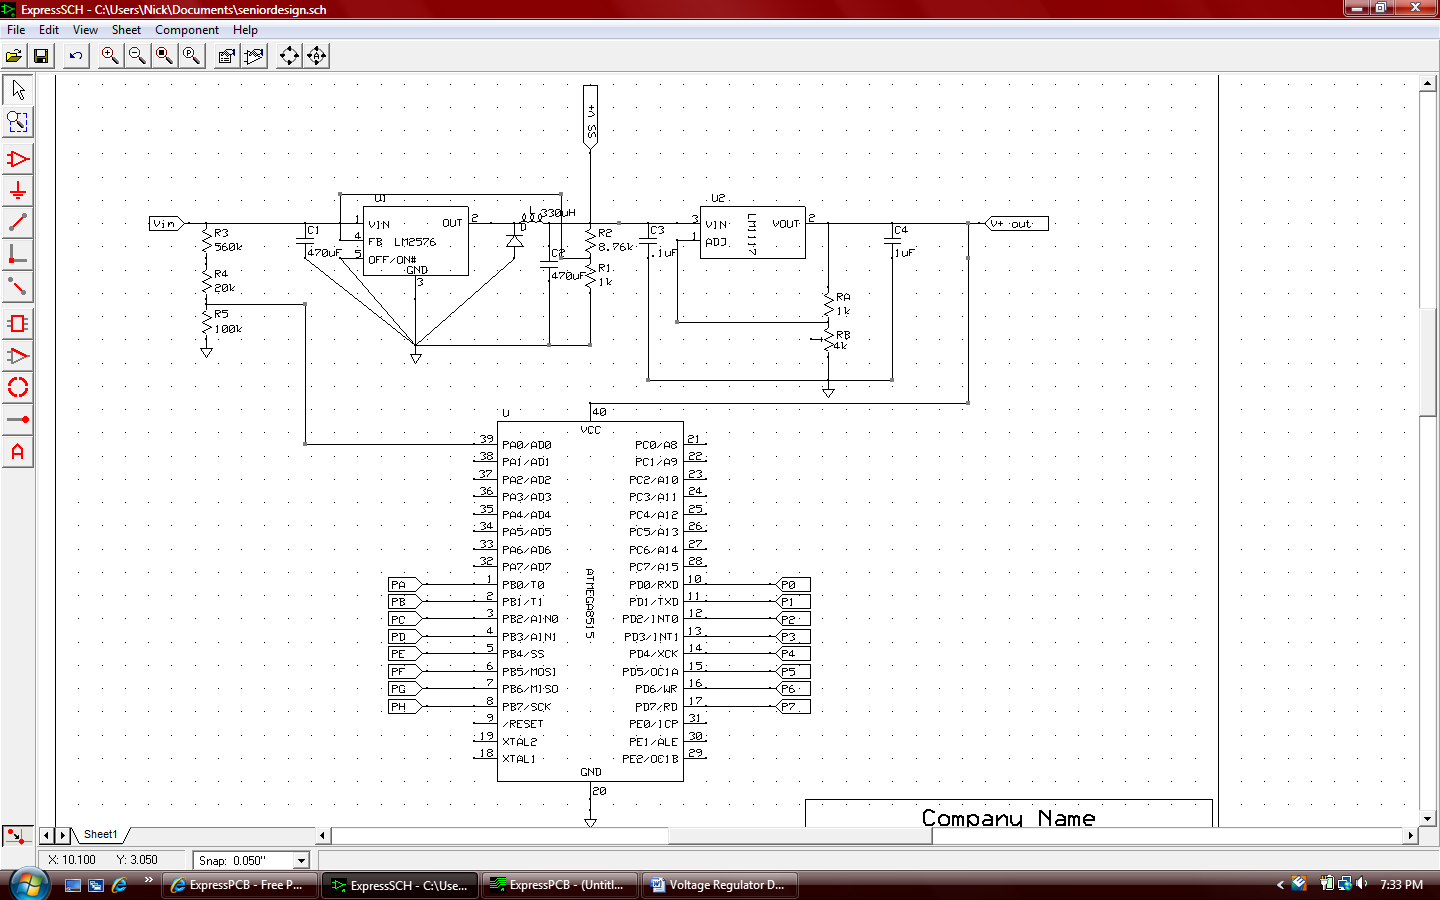 ExpressSCH - C:\Users\Nick\Documents\seniordesign.sch
File Edit View Sheet Component Help
V+ SS
Vin
R3
560k
R4
20k
R5
100k
C1
470uF
U1
1 VIN OUT 2
4 FB LM2576
5 OFF/ON#
GND
3
L 330uH
D
C2
470uF
R2
8.76k
R1
1k
C3
.1uF
U2
3 VIN VOUT 2
1 ADJ
LM1117
C4
1uF
V+ out
RA
1k
RB
4k
U
40
VCC
39 PA0/AD0 PC0/A8 21
38 PA1/AD1 PC1/A9 22
37 PA2/AD2 PC2/A10 23
36 PA3/AD3 PC3/A11 24
35 PA4/AD4 PC4/A12 25
34 PA5/AD5 PC5/A13 26
33 PA6/AD6 PC6/A14 27
32 PA7/AD7 PC7/A15 28
ATMEGA8515
PA 1 PB0/T0 PD0/RXD 10 P0
PB 2 PB1/T1 PD1/TXD 11 P1
PC 3 PB2/AIN0 PD2/INT0 12 P2
PD 4 PB3/AIN1 PD3/INT1 13 P3
PE 5 PB4/SS PD4/XCK 14 P4
PF 6 PB5/MOSI PD5/OC1A 15 P5
PG 7 PB6/MISO PD6/WR 16 P6
PH 8 PB7/SCK PD7/RD 17 P7
9 /RESET PE0/ICP 31
19 XTAL2 PE1/ALE 30
18 XTAL1 PE2/OC1B 29
GND
20
Company Name
Sheet1
X: 10.100 Y: 3.050 Snap: 0.050"
ExpressPCB - Free P... ExpressSCH - C:\Use... ExpressPCB - (Untitl... Voltage Regulator D... 7:33 PM